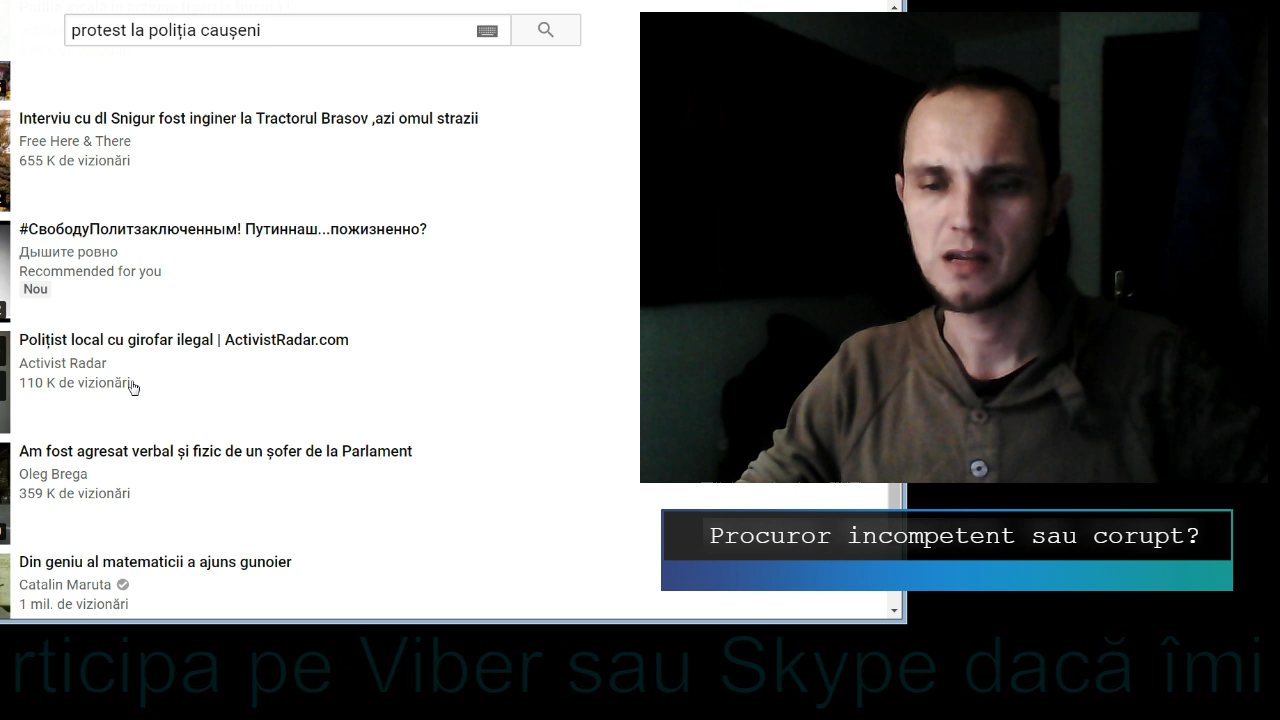 protest la poliția caușeni
Interviu cu dl Snigur fost inginer la Tractorul Brasov ,azi omul strazii
Free Here & There
655 K de vizionări
#СвободуПолитзаключенным! Путиннаш...пожизненно?
Дышите ровно
Recommended for you
Nou
Polițist local cu girofar ilegal | ActivistRadar.com
Activist Radar
110 K de vizionări
Am fost agresat verbal și fizic de un șofer de la Parlament
Oleg Brega
359 K de vizionări
Din geniu al matematicii a ajuns gunoier
Catalin Maruta
1 mil. de vizionări
Procuror incompetent sau corupt?
rticipa pe Viber sau Skype dacă îmi